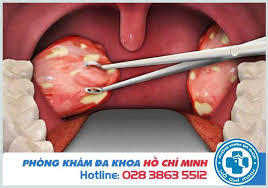 PHÒNG KHÁM ĐA KHOA HỒ CHÍ MINH
Hotline: 028 3863 5512